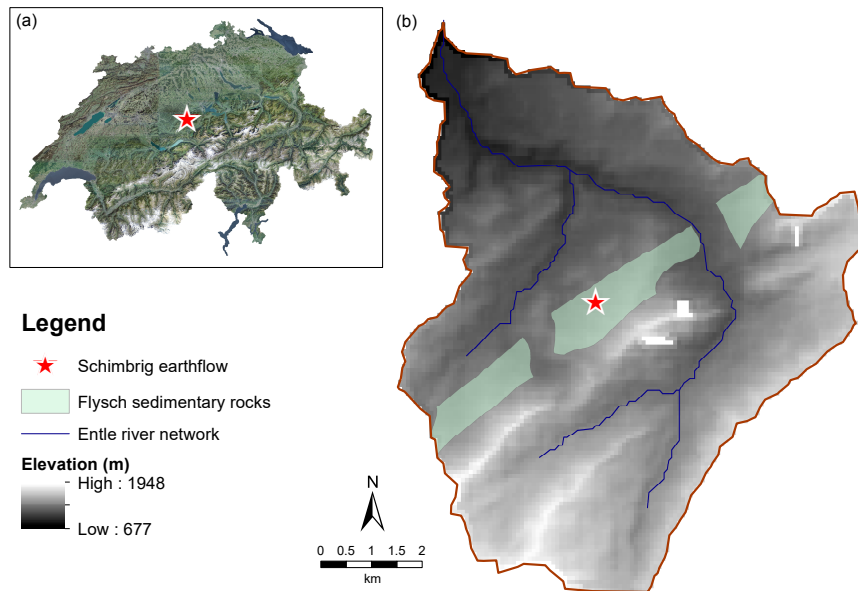 (a)
(b)
Legend
Schimbrig earthflow
Flysch sedimentary rocks
Entle river network
Elevation (m)
High : 1948
Low : 677
N
0 0.5 1 1.5 2
km